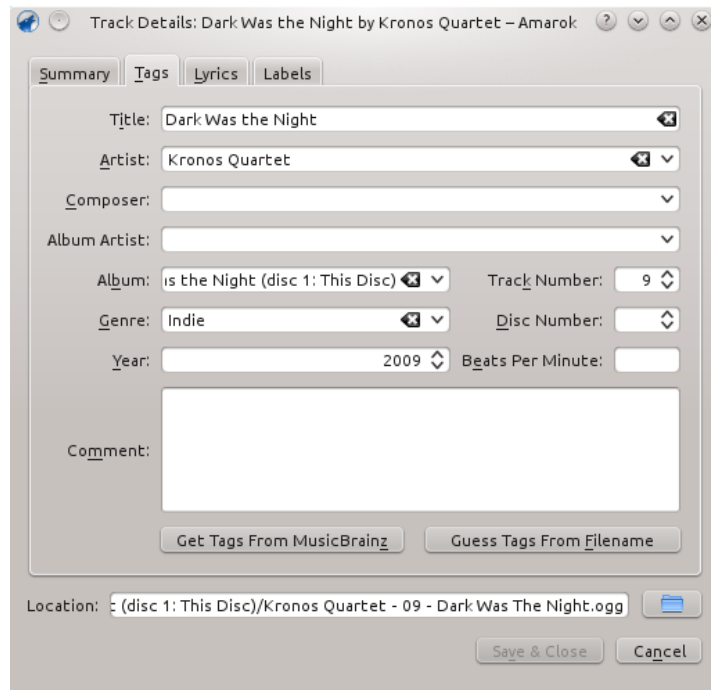 Track Details: Dark Was the Night by Kronos Quartet – Amarok
Summary Tags Lyrics Labels
Title: Dark Was the Night
Artist: Kronos Quartet
Composer:
Album Artist:
Album: as the Night (disc 1: This Disc) Track Number: 9
Genre: Indie Disc Number:
Year: 2009 Beats Per Minute:
Comment:
Get Tags From MusicBrainz Guess Tags From Filename
Location: (disc 1: This Disc)/Kronos Quartet - 09 - Dark Was The Night.ogg
Save & Close Cancel